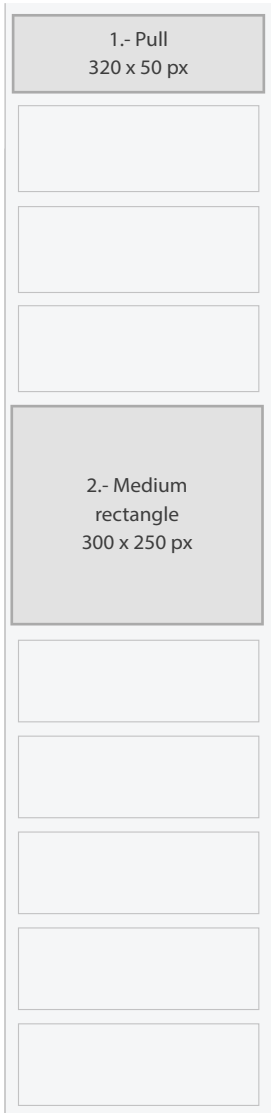 1.- Pull
320 x 50 px
2.- Medium
rectangle
300 x 250 px